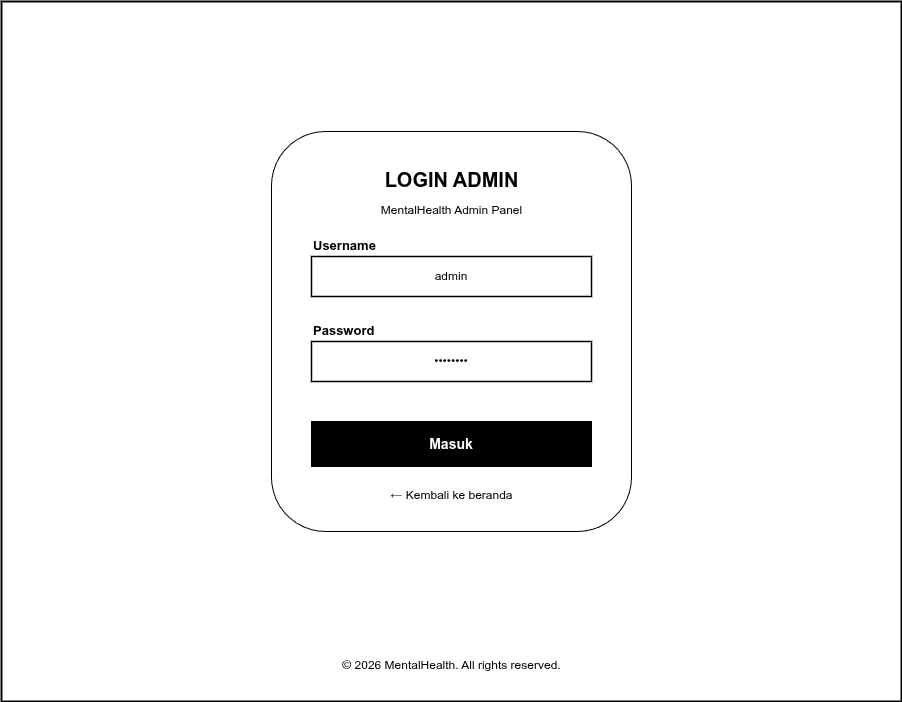 LOGIN ADMIN
MentalHealth Admin Panel
Username
admin
Password
••••••••
Masuk
← Kembali ke beranda
© 2026 MentalHealth. All rights reserved.